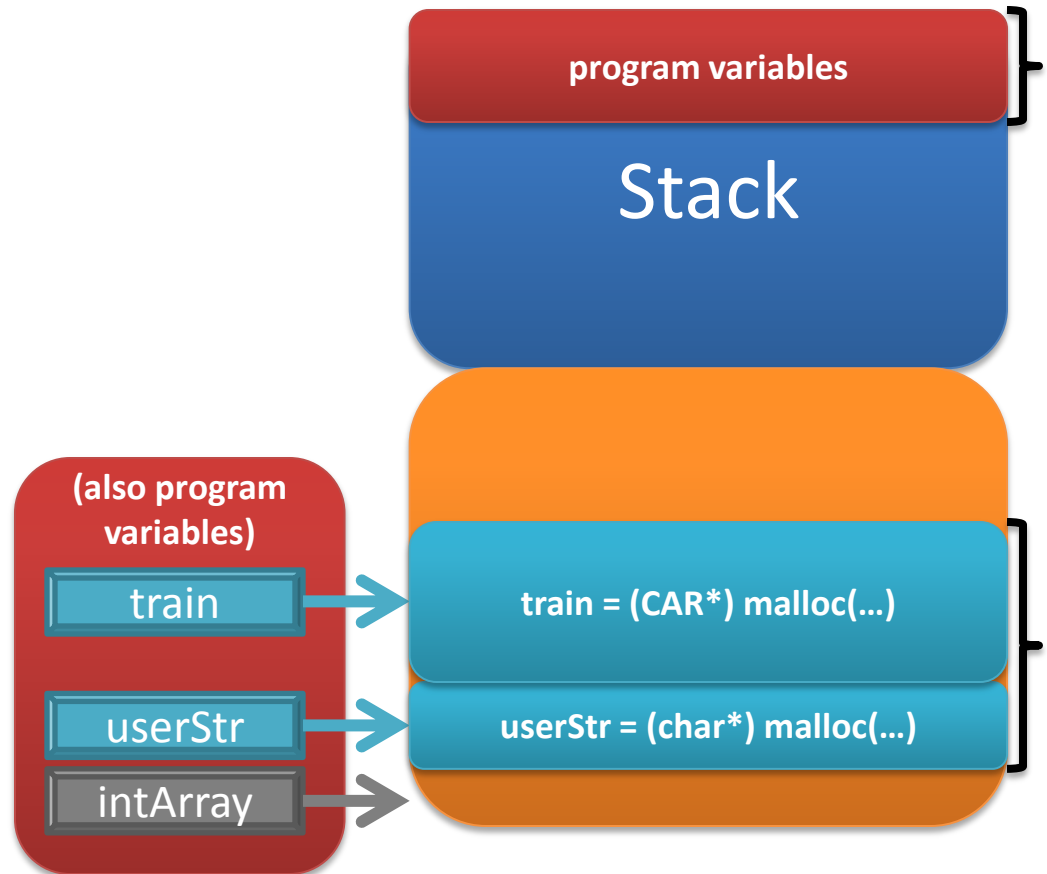 program variables
Stack
(also program
variables)
train
train = (CAR*) malloc(…)
userStr
userStr = (char*) malloc(…)
intArray